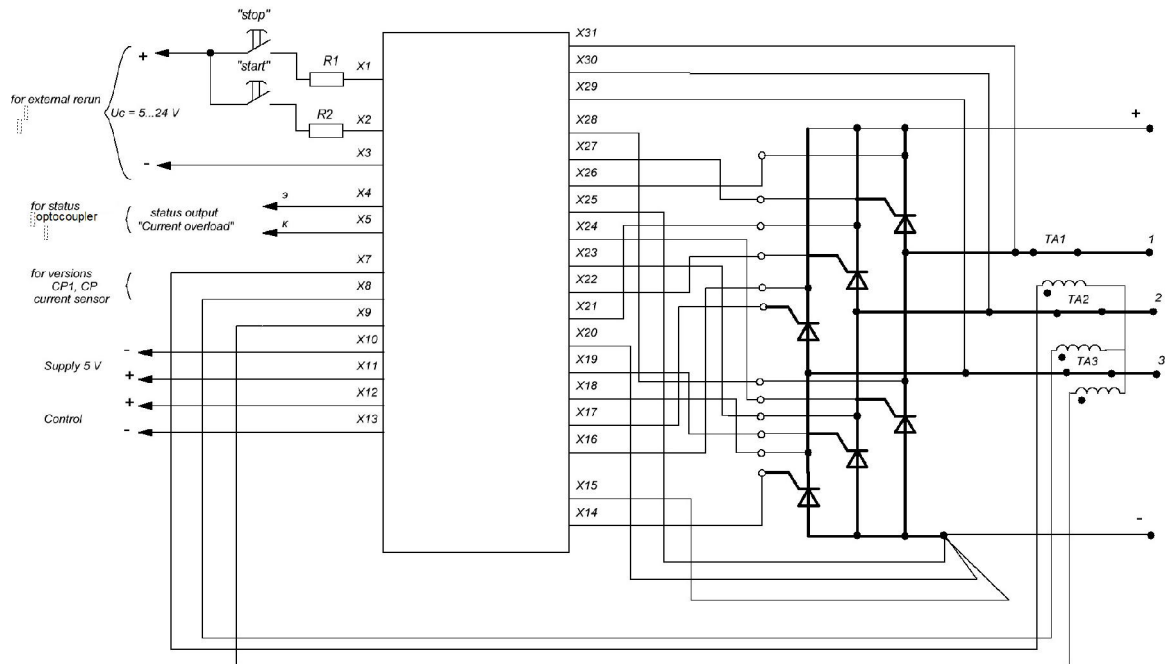 "stop"
+
R1
X1
"start"
for external rerun
Uc = 5...24 V
R2
X2
-
X3
for status
optocoupler
status output
"Current overload"
э
X4
к
X5
for versions
CP1, CP
current sensor
X7
X8
X9
Supply 5 V
-
X10
+
X11
Control
+
X12
-
X13
X31
X30
X29
X28
X27
X26
X25
X24
X23
X22
X21
X20
X19
X18
X17
X16
X15
X14
+
TA1
1
TA2
2
TA3
3
-